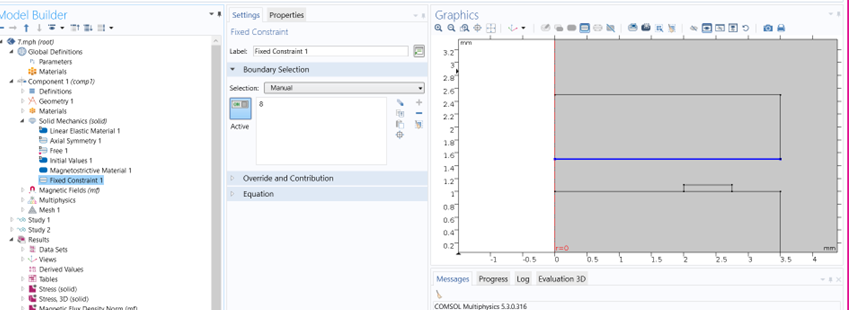 Model Builder
7.mph (root)
Global Definitions
Parameters
Materials
Component 1 (comp1)
Definitions
Geometry 1
Materials
Solid Mechanics (solid)
Linear Elastic Material 1
Axial Symmetry 1
Free 1
Initial Values 1
Magnetostrictive Material 1
Fixed Constraint 1
Magnetic Fields (mf)
Multiphysics
Mesh 1
Study 1
Study 2
Results
Data Sets
Views
Derived Values
Tables
Stress (solid)
Stress, 3D (solid)
Magnetic Flux Density Norm (mf)
Settings Properties
Fixed Constraint
Label: Fixed Constraint 1
Boundary Selection
Selection: Manual
8
Active
Override and Contribution
Equation
Graphics
mm
3.2
3
2.8
2.6
2.4
2.2
2
1.8
1.6
1.4
1.2
1
0.8
0.6
0.4
0.2
r=0
mm
-1 -0.5 0 0.5 1 1.5 2 2.5 3 3.5 4
Messages Progress Log Evaluation 3D
COMSOL Multiphysics 5.3.0.316